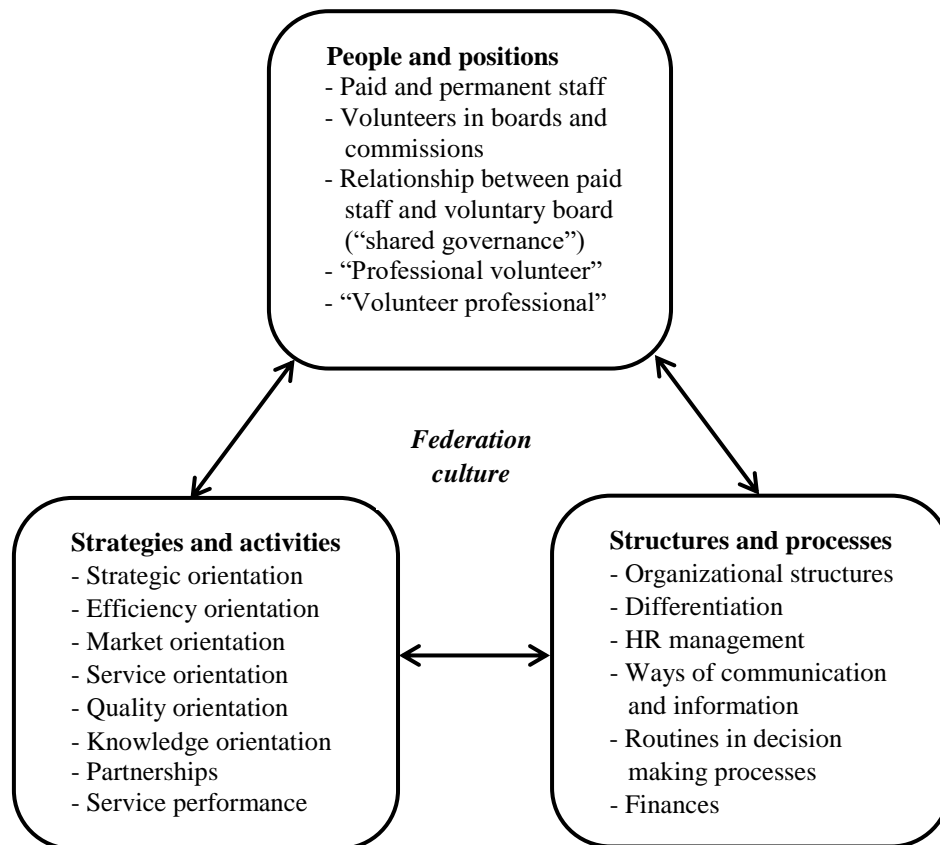 People and positions
- Paid and permanent staff
- Volunteers in boards and
commissions
- Relationship between paid
staff and voluntary board
(“shared governance”)
- “Professional volunteer”
- “Volunteer professional”
Federation
culture
Strategies and activities
- Strategic orientation
- Efficiency orientation
- Market orientation
- Service orientation
- Quality orientation
- Knowledge orientation
- Partnerships
- Service performance
Structures and processes
- Organizational structures
- Differentiation
- HR management
- Ways of communication
and information
- Routines in decision
making processes
- Finances